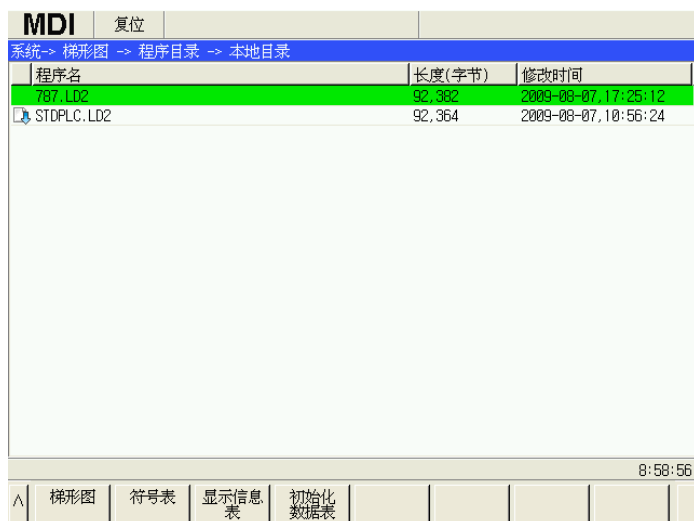 MDI 复位
系统-> 梯形图 -> 程序目录 -> 本地目录
程序名 长度(字节) 修改时间
787.LD2 92,382 2009-08-07,17:25:12
STDPLC.LD2 92,364 2009-08-07,10:56:24
8:58:56
∧ 梯形图 符号表 显示信息表 初始化数据表